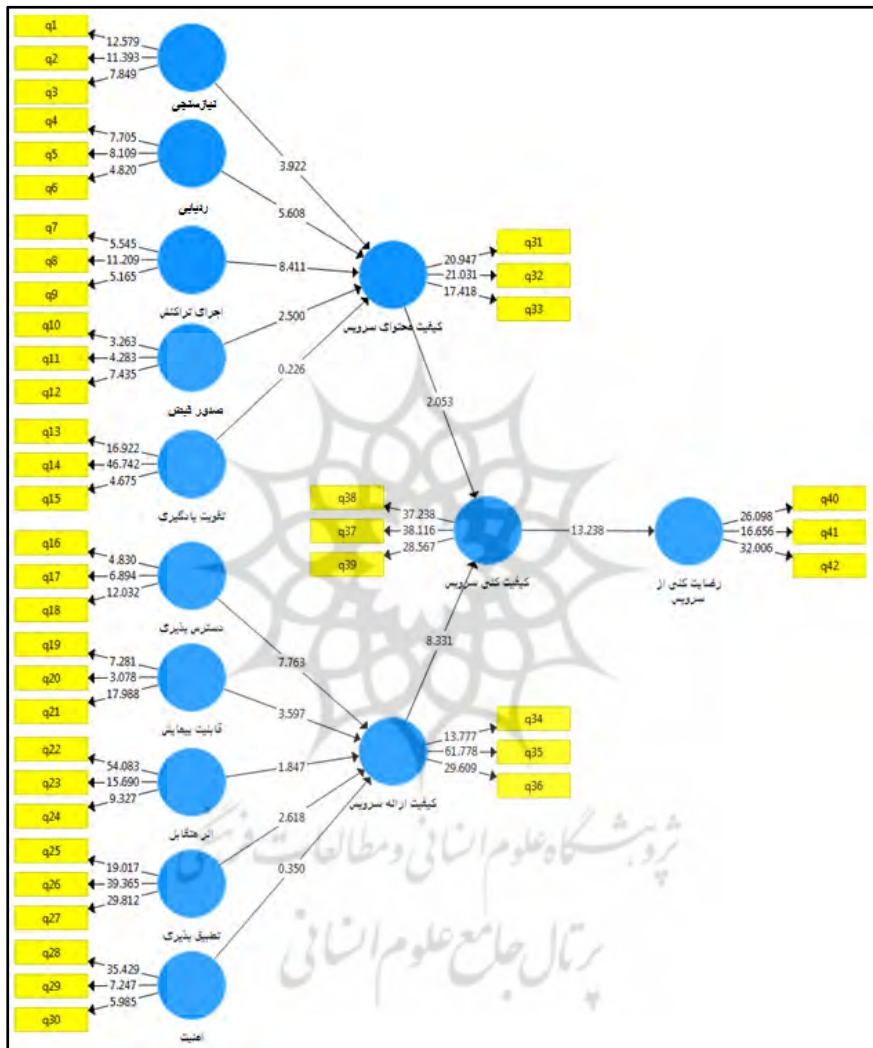 q1
12.579
q2
11.393
q3
7.849
نیازسنجی
q4
7.705
q5
8.109
q6
4.820
ردیابی
q7
5.545
q8
11.209
q9
5.165
اجرای تراکنش
q10
3.263
q11
4.283
q12
7.435
صدور قبض
q13
16.922
q14
46.742
q15
4.675
تقویت یادگیری
q16
4.830
q17
6.894
q18
12.032
دسترس پذیری
q19
7.281
q20
3.078
q21
17.988
قابلیت پیمایش
q22
54.083
q23
15.690
q24
9.327
اثر متقابل
q25
19.017
q26
39.365
q27
29.812
تطبیق پذیری
q28
35.429
q29
7.247
q30
5.985
امنیت
3.922
5.608
8.411
2.500
0.226
کیفیت محتوای سرویس
20.947
q31
21.031
q32
17.418
q33
2.053
q38
37.238
q37
38.116
q39
28.567
کیفیت کلی سرویس
13.238
رضایت کلی از
سرویس
26.098
q40
16.656
q41
32.006
q42
8.331
7.763
3.597
1.847
2.618
0.350
کیفیت ارائه سرویس
13.777
q34
61.778
q35
29.609
q36
پژوهشگاه علوم انسانی و مطالعات فرهنگی
پرتال جامع علوم انسانی